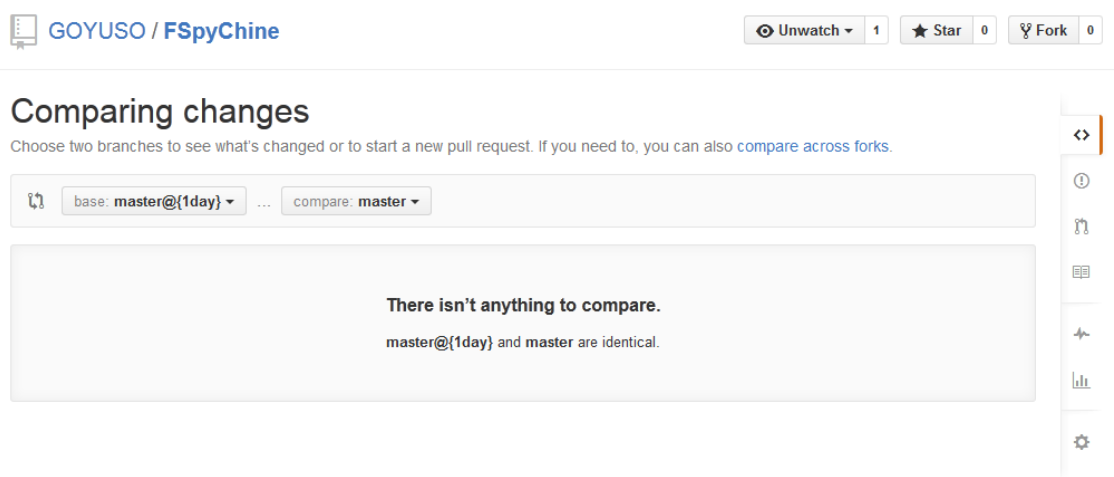 GOYUSO / FSpyChine
Unwatch 1 Star 0 Fork 0
Comparing changes
Choose two branches to see what's changed or to start a new pull request. If you need to, you can also compare across forks.
base: master@{1day} ... compare: master
There isn't anything to compare.
master@{1day} and master are identical.